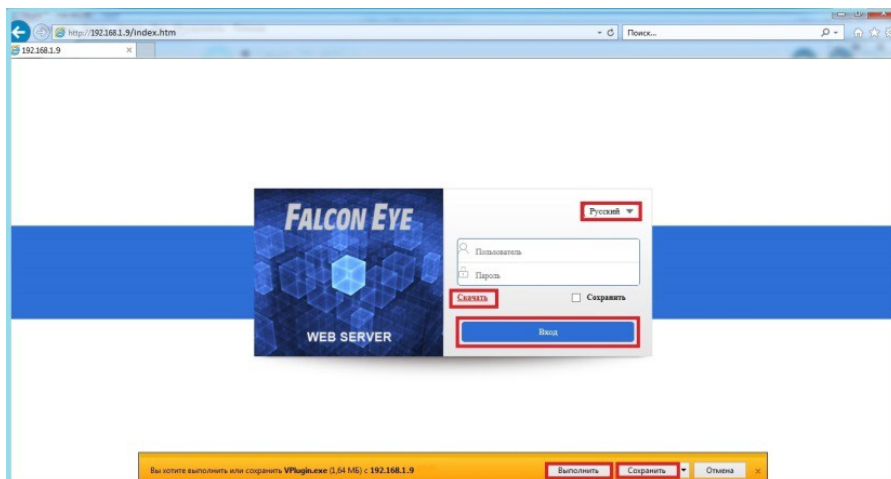 http://192.168.1.9/index.htm
Поиск...
192.168.1.9
FALCON EYE
WEB SERVER
Русский
Пользователь
Пароль
Скачать
Сохранить
Вход
Вы хотите выполнить или сохранить VPlugin.exe (1,64 МБ) с 192.168.1.9
Выполнить
Сохранить
Отмена